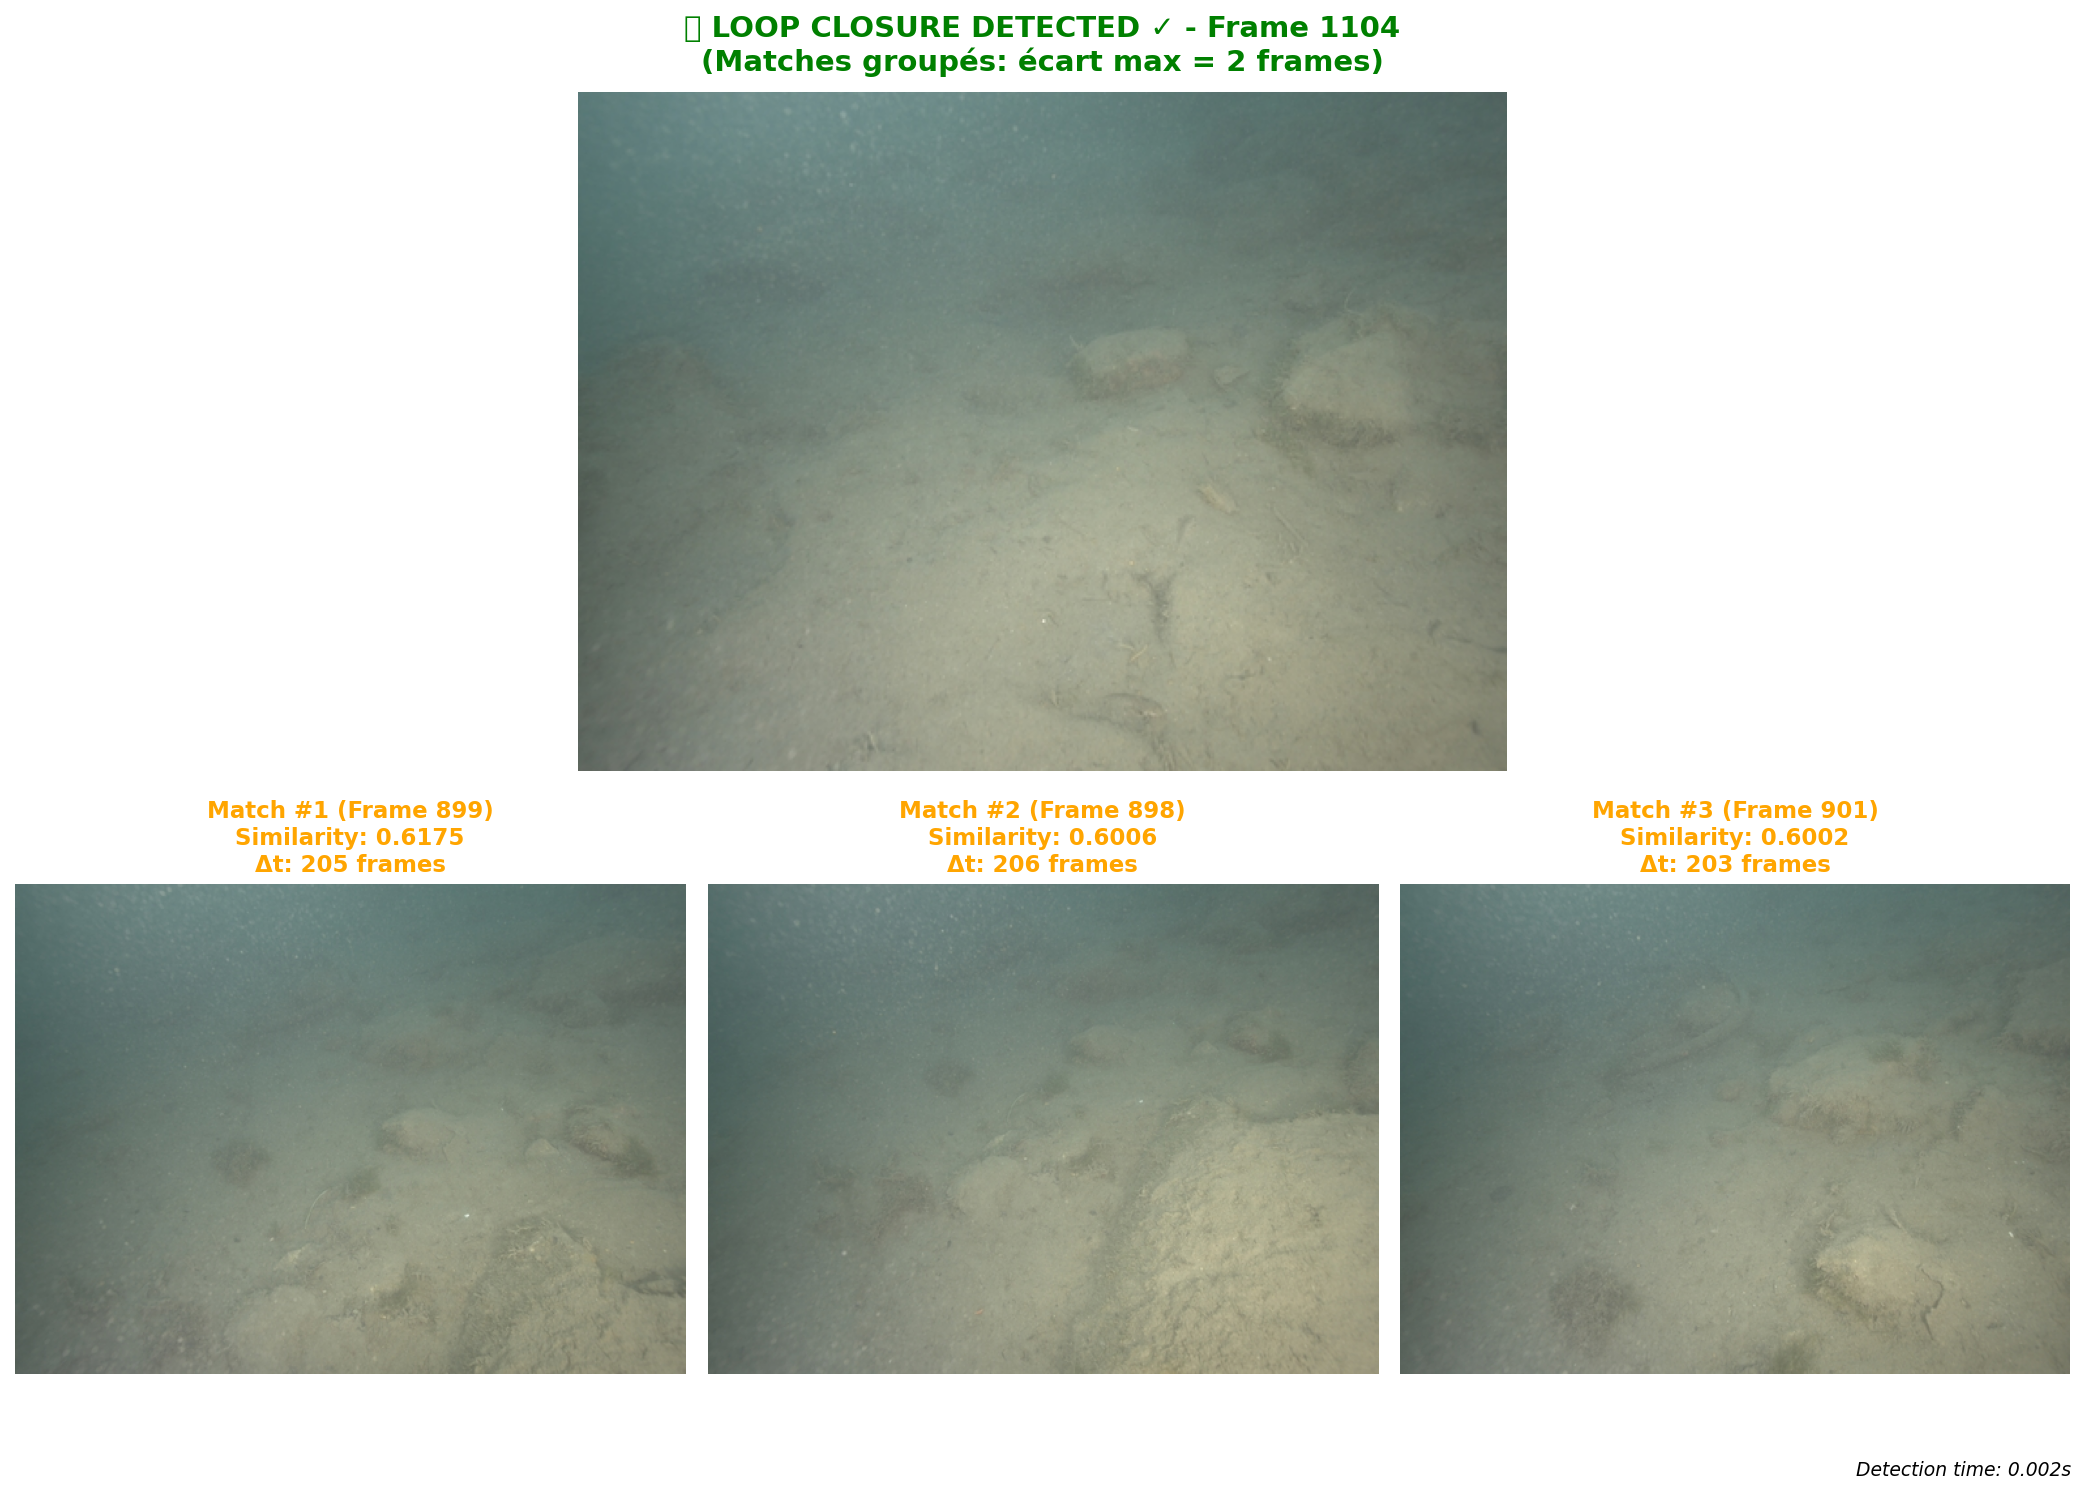 LOOP CLOSURE DETECTED ✓ - Frame 1104
(Matches groupés: écart max = 2 frames)
Match #1 (Frame 899)
Similarity: 0.6175
Δt: 205 frames
Match #2 (Frame 898)
Similarity: 0.6006
Δt: 206 frames
Match #3 (Frame 901)
Similarity: 0.6002
Δt: 203 frames
Detection time: 0.002s